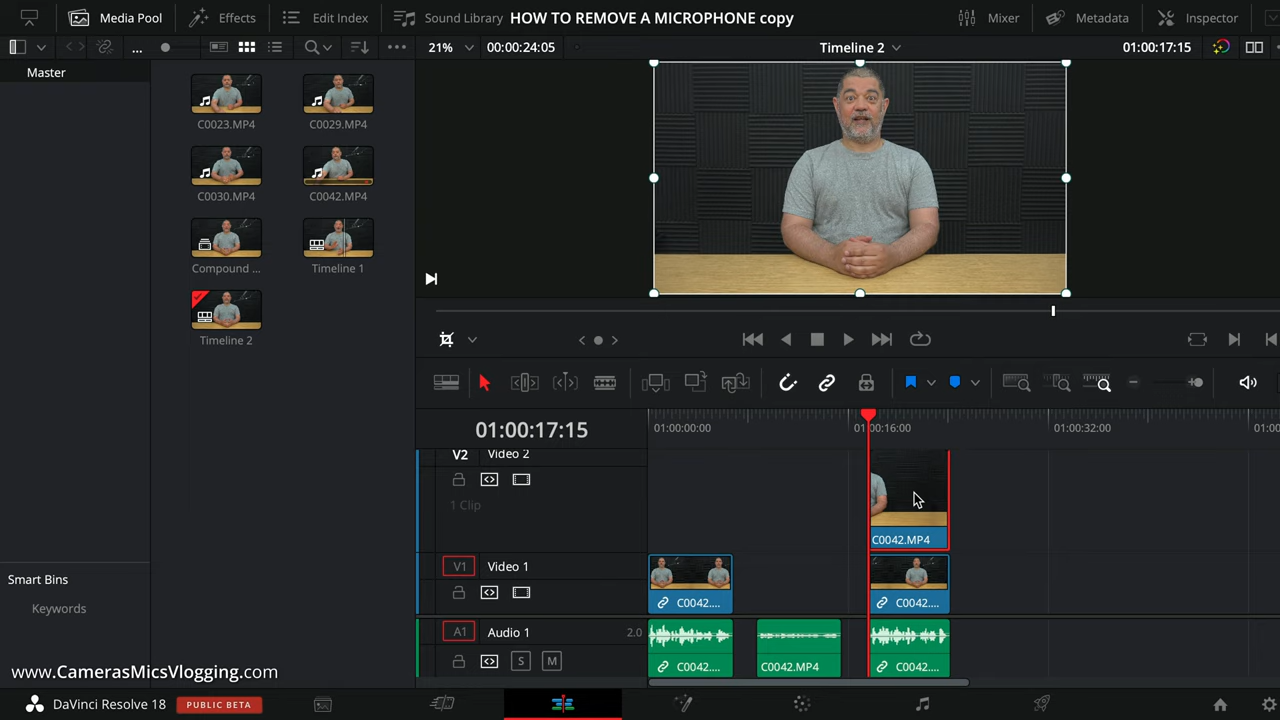 Media Pool Effects Edit Index Sound Library HOW TO REMOVE A MICROPHONE copy Mixer Metadata Inspector
... 21% 00:00:24:05 Timeline 2 01:00:17:15
Master
C0023.MP4 C0029.MP4
C0030.MP4 C0042.MP4
Compound ... Timeline 1
Timeline 2
01:00:17:15 01:00:00:00 01:00:16:00 01:00:32:00 01:00
V2 Video 2
1 Clip
C0042.MP4
V1 Video 1
C0042.... C0042....
A1 Audio 1 2.0
S M
C0042.... C0042.MP4 C0042....
Smart Bins
Keywords
www.CamerasMicsVlogging.com
DaVinci Resolve 18 PUBLIC BETA